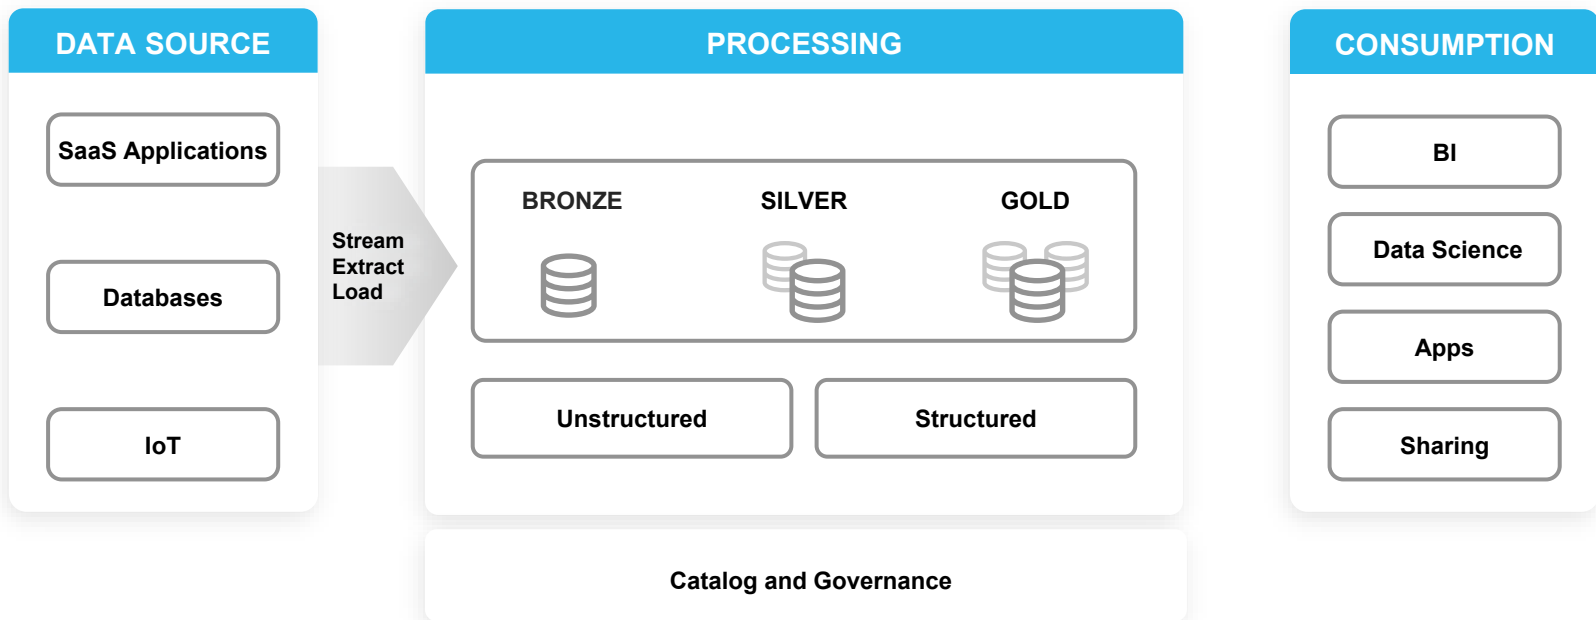 DATA SOURCE
SaaS Applications
Databases
IoT
Stream
Extract
Load
PROCESSING
BRONZE
SILVER
GOLD
Unstructured
Structured
Catalog and Governance
CONSUMPTION
BI
Data Science
Apps
Sharing